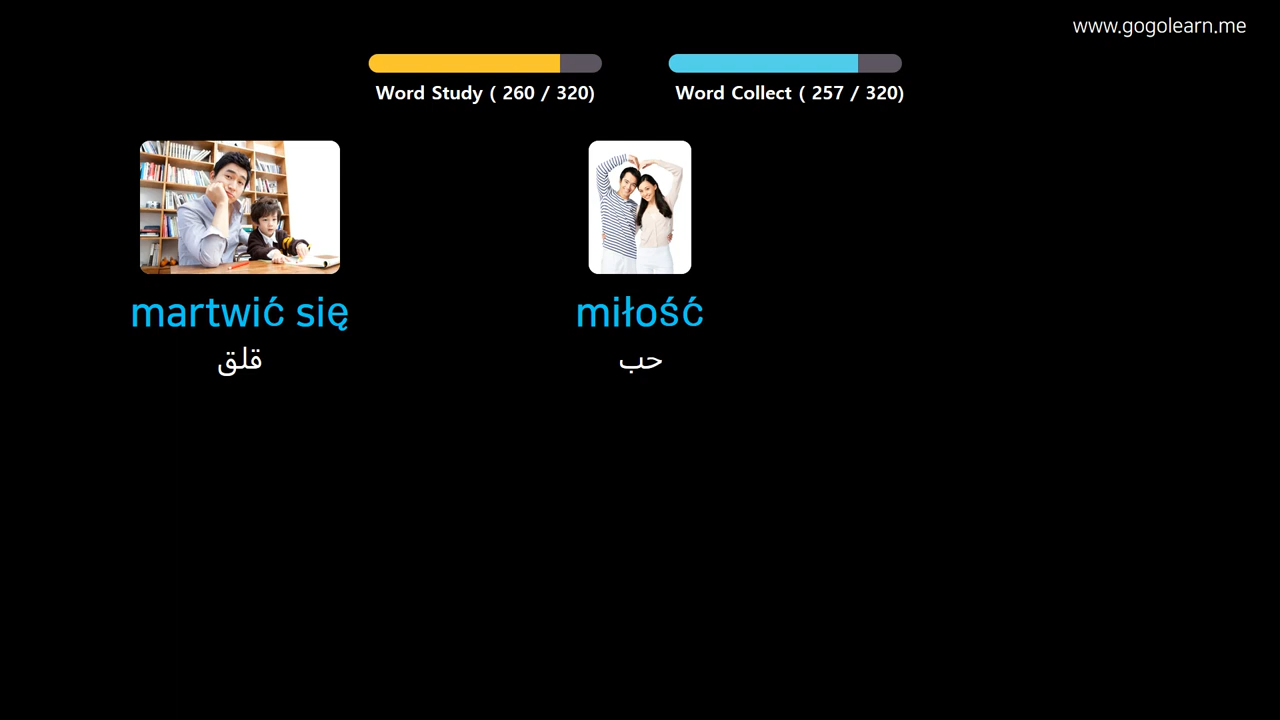 www.gogolearn.me
Word Study ( 260 / 320)
Word Collect ( 257 / 320)
martwić się
قلق
miłość
حب